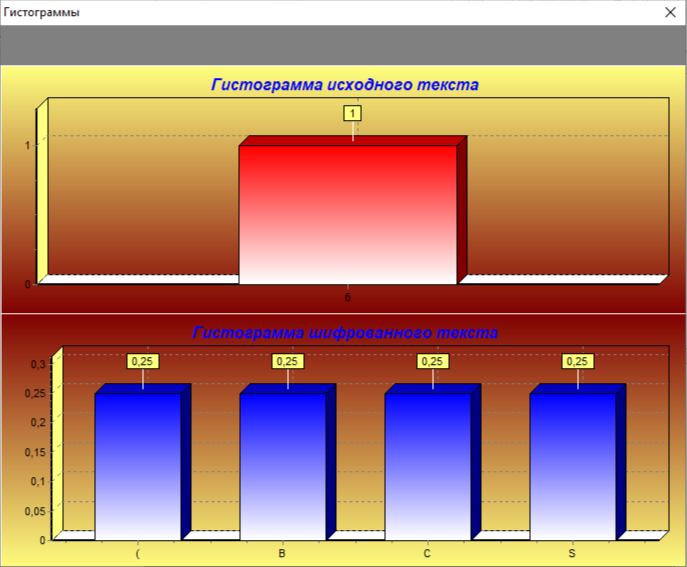 Гистограммы
Гистограмма исходного текста
1
1
0
6
Гистограмма шифрованного текста
0,25 0,25 0,25 0,25
0,3
0,25
0,2
0,15
0,1
0,05
0
( B C S